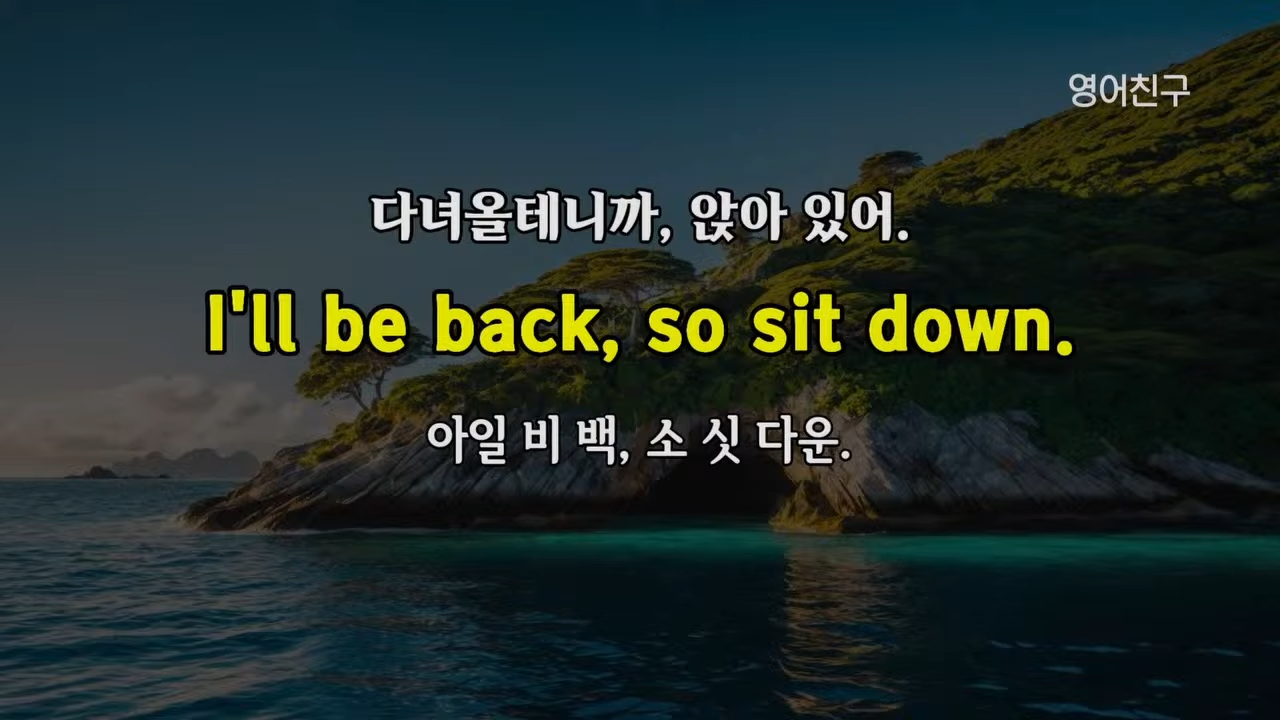 영어친구
다녀올테니까, 앉아 있어.
I'll be back, so sit down.
아일 비 백, 소 싯 다운.